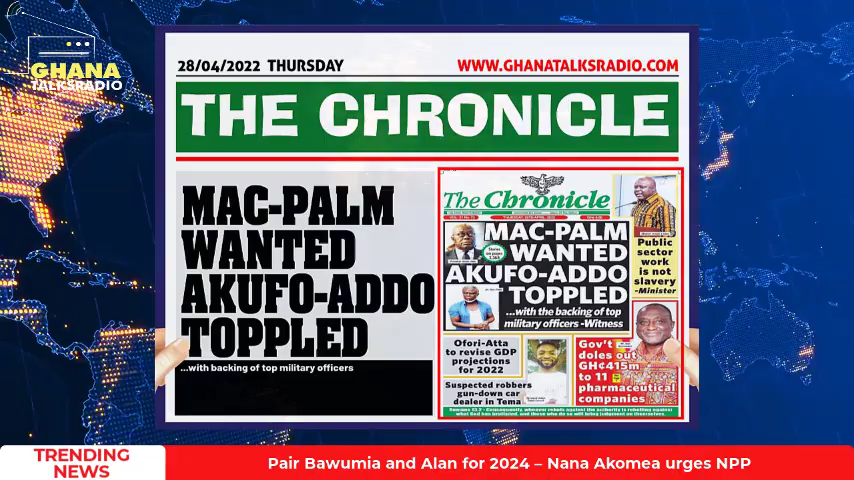 GHANA
TALKSRADIO
28/04/2022 THURSDAY
WWW.GHANATALKSRADIO.COM
THE CHRONICLE
MAC-PALM
WANTED
AKUFO-ADDO
TOPPLED
...with backing of top military officers
The Chronicle
MAC-PALM
WANTED
AKUFO-ADDO
TOPPLED
...with the backing of top
military officers -Witness
Public
sector
work
is not
slavery
-Minister
Ofori-Atta
to revise GDP
projections
for 2022
Suspected robbers
gun-down car
dealer in Tema
Gov't
doles out
GH¢415m
to 11
pharmaceutical
companies
TRENDING
NEWS
Pair Bawumia and Alan for 2024 – Nana Akomea urges NPP